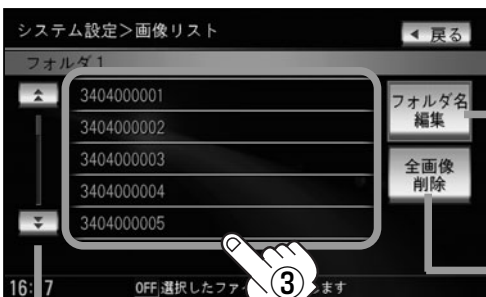 システム設定＞画像リスト
◀ 戻る
フォルダ1
3404000001
フォルダ名
編集
3404000002
3404000003
全画像
削除
3404000004
3404000005
③
16: 7 OFF 選択したファ ます